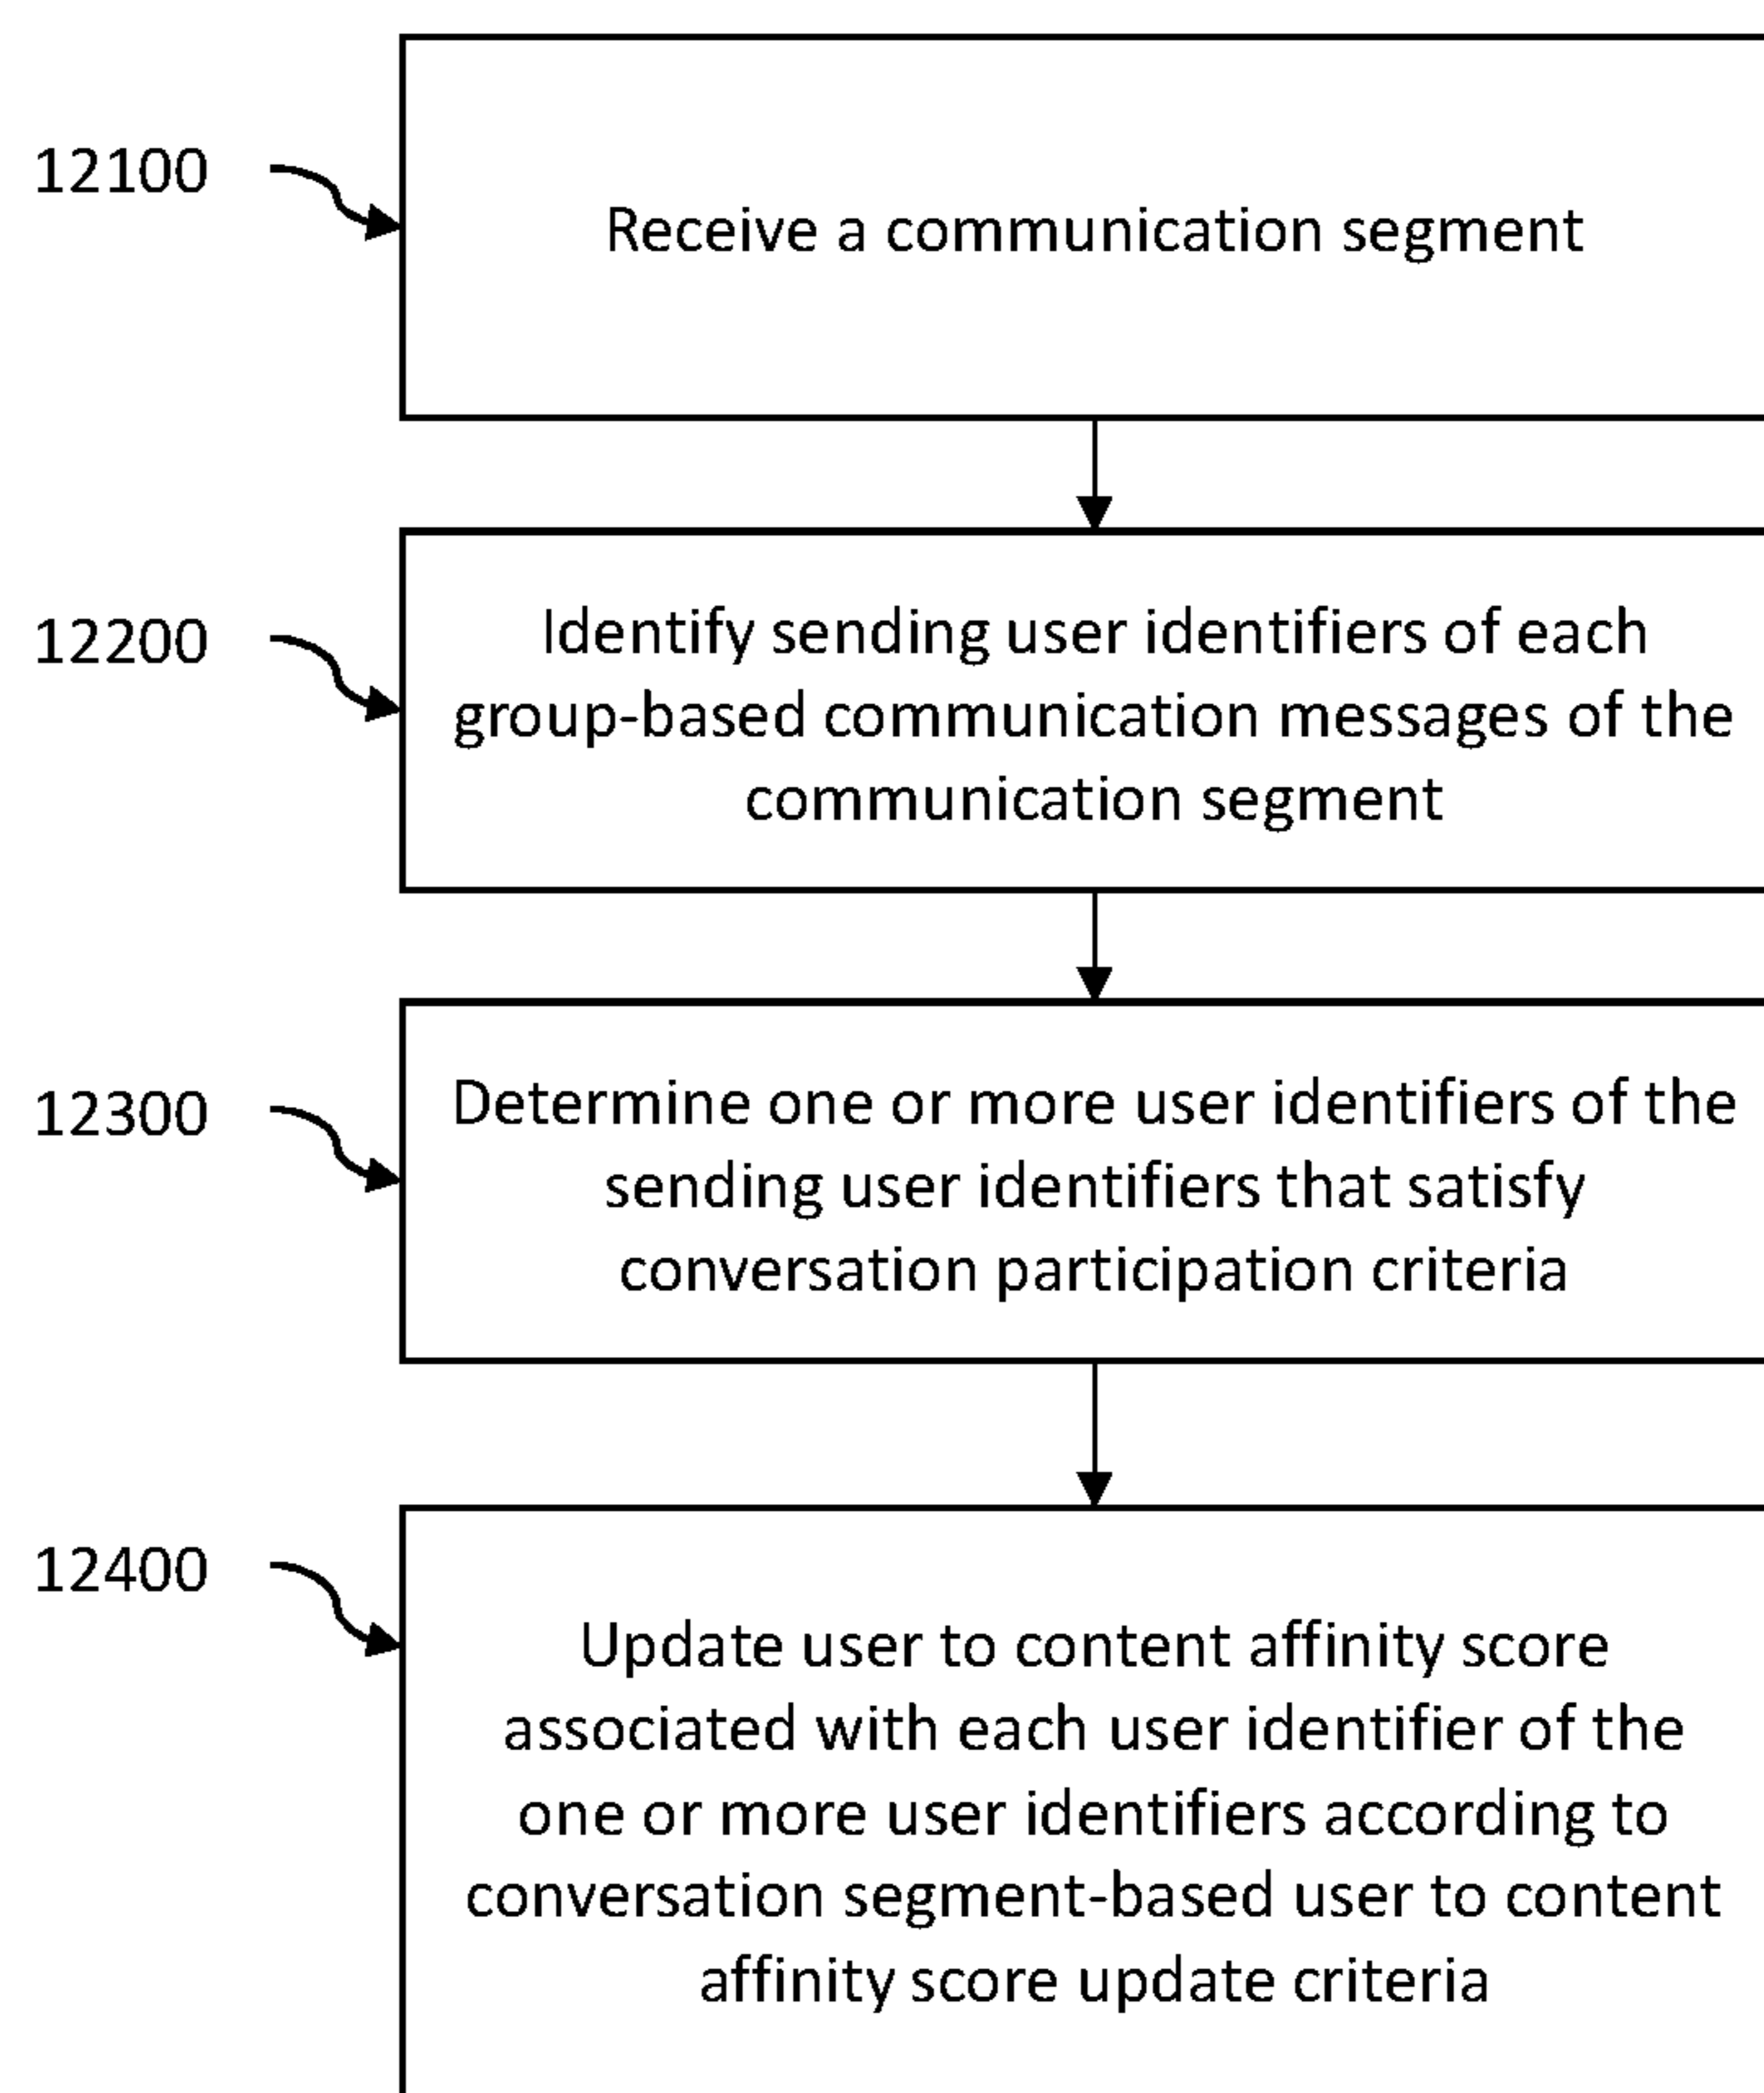 12100
Receive a communication segment
12200
Identify sending user identifiers of each
group-based communication messages of the
communication segment
12300
Determine one or more user identifiers of the
sending user identifiers that satisfy
conversation participation criteria
12400
Update user to content affinity score
associated with each user identifier of the
one or more user identifiers according to
conversation segment-based user to content
affinity score update criteria